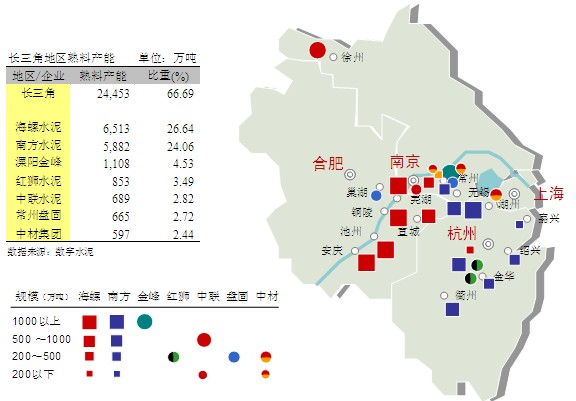 长三角地区熟料产能 单位：万吨
地区/企业 熟料产能 比重(%)
长三角 24,453 66.69
海螺水泥 6,513 26.64
南方水泥 5,882 24.06
溧阳金峰 1,108 4.53
红狮水泥 853 3.49
中联水泥 689 2.82
常州盘固 665 2.72
中材集团 597 2.44
数据来源：数字水泥
规模（万吨） 海螺 南方 金峰 红狮 中联 盘固 中材
1000以上
500～1000
200～500
200以下
徐州
合肥
南京
常州
巢湖
芜湖
无锡
上海
铜陵
湖州
嘉兴
池州
宣城
杭州
安庆
绍兴
金华
衢州